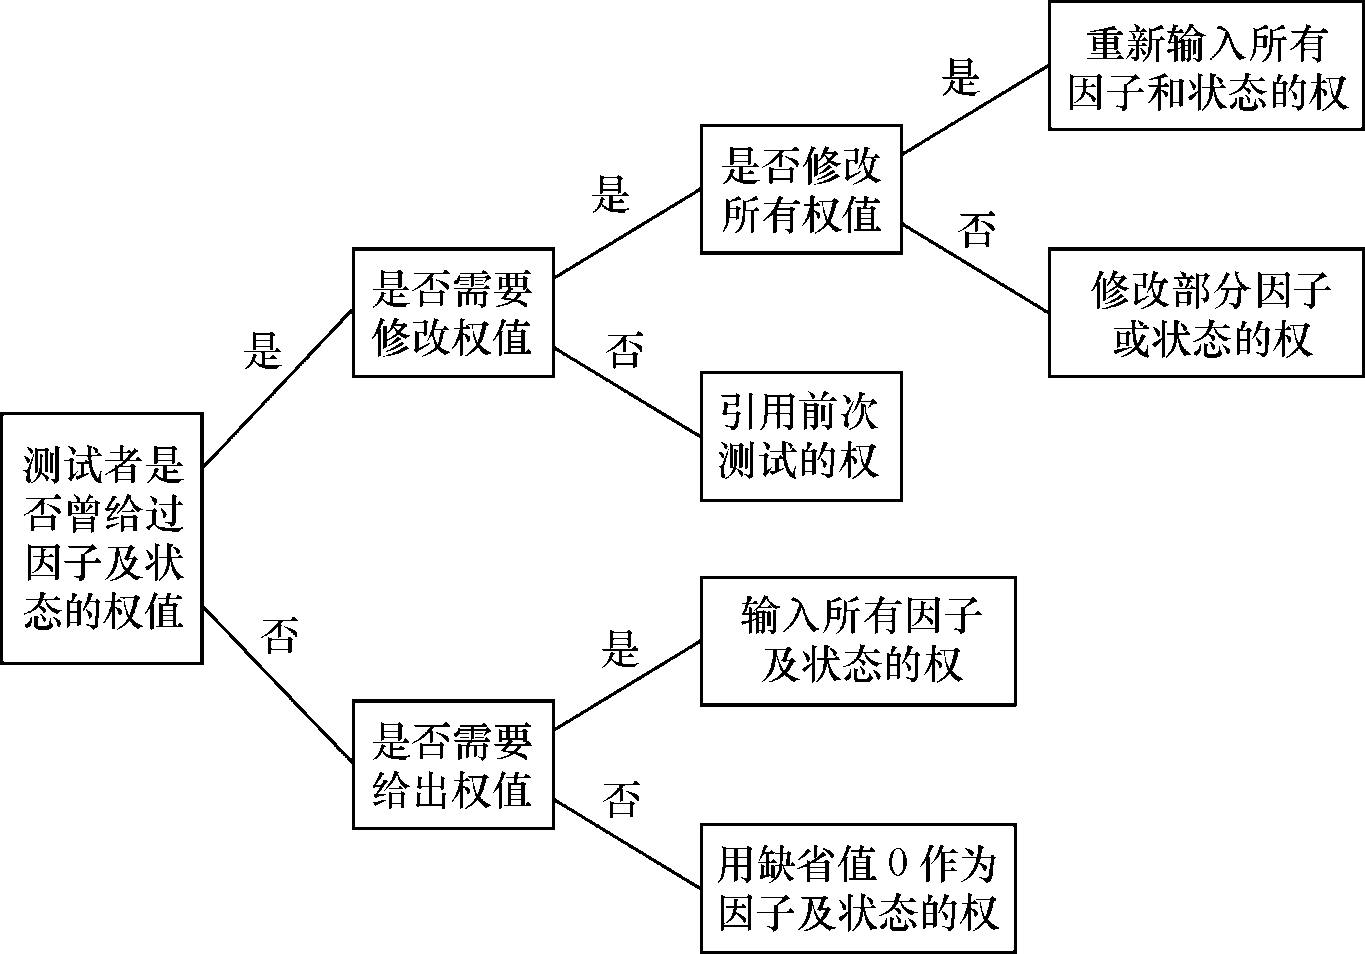 重新输入所有
因子和状态的权
是
是否修改
所有权值
是
否
是否需要
修改权值
修改部分因子
或状态的权
是
否
引用前次
测试的权
测试者是
否曾给过
因子及状
态的权值
否
输入所有因子
及状态的权
是
是否需要
给出权值
否
用缺省值0作为
因子及状态的权